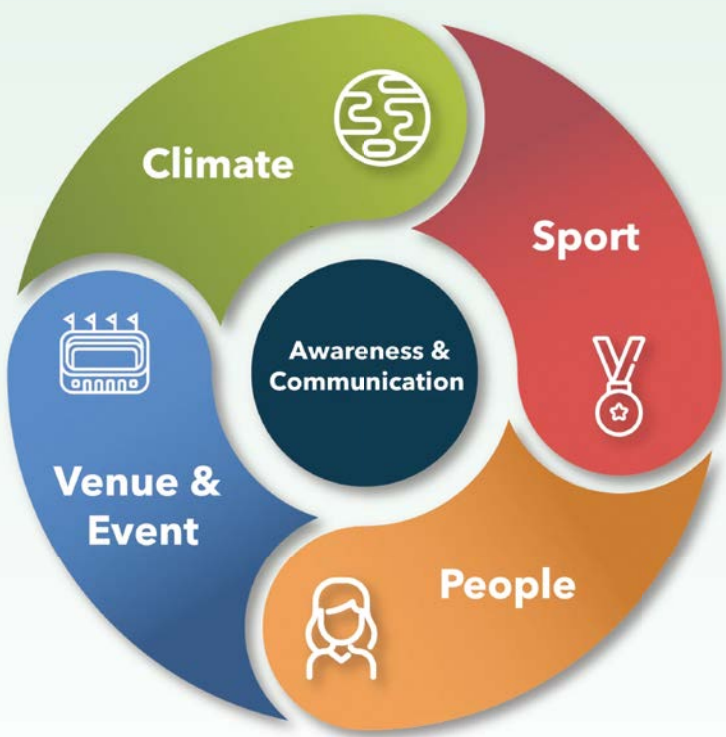 Climate
Sport
Awareness &
Communication
Venue &
Event
People